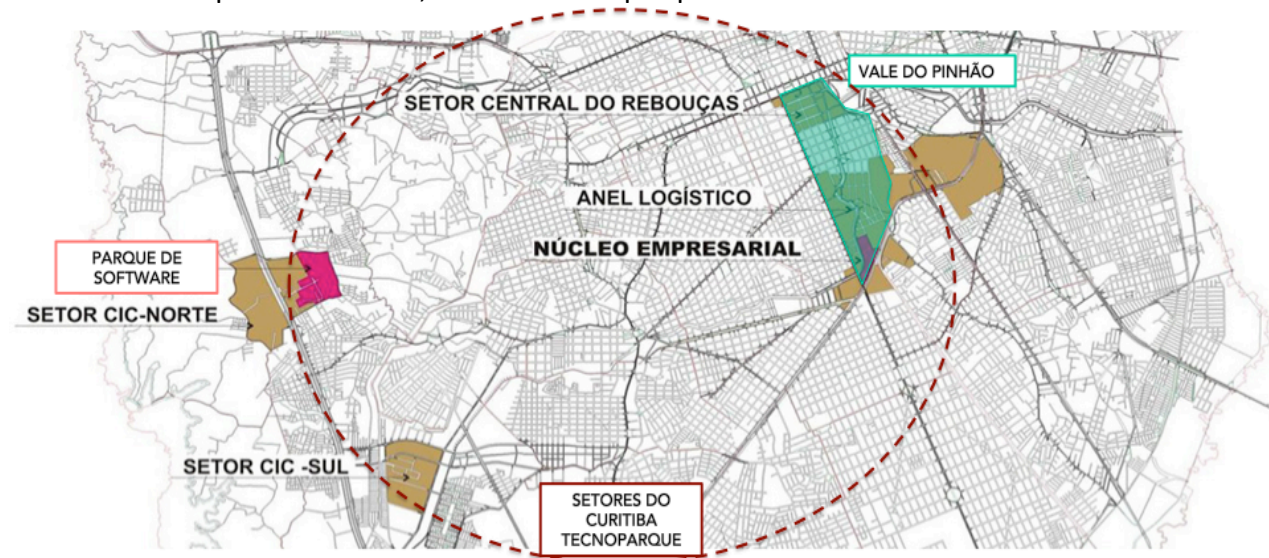 VALE DO PINHÃO
SETOR CENTRAL DO REBOUÇAS
ANEL LOGÍSTICO
NÚCLEO EMPRESARIAL
PARQUE DE
SOFTWARE
SETOR CIC-NORTE
SETOR CIC -SUL
SETORES DO
CURITIBA
TECNOPARQUE